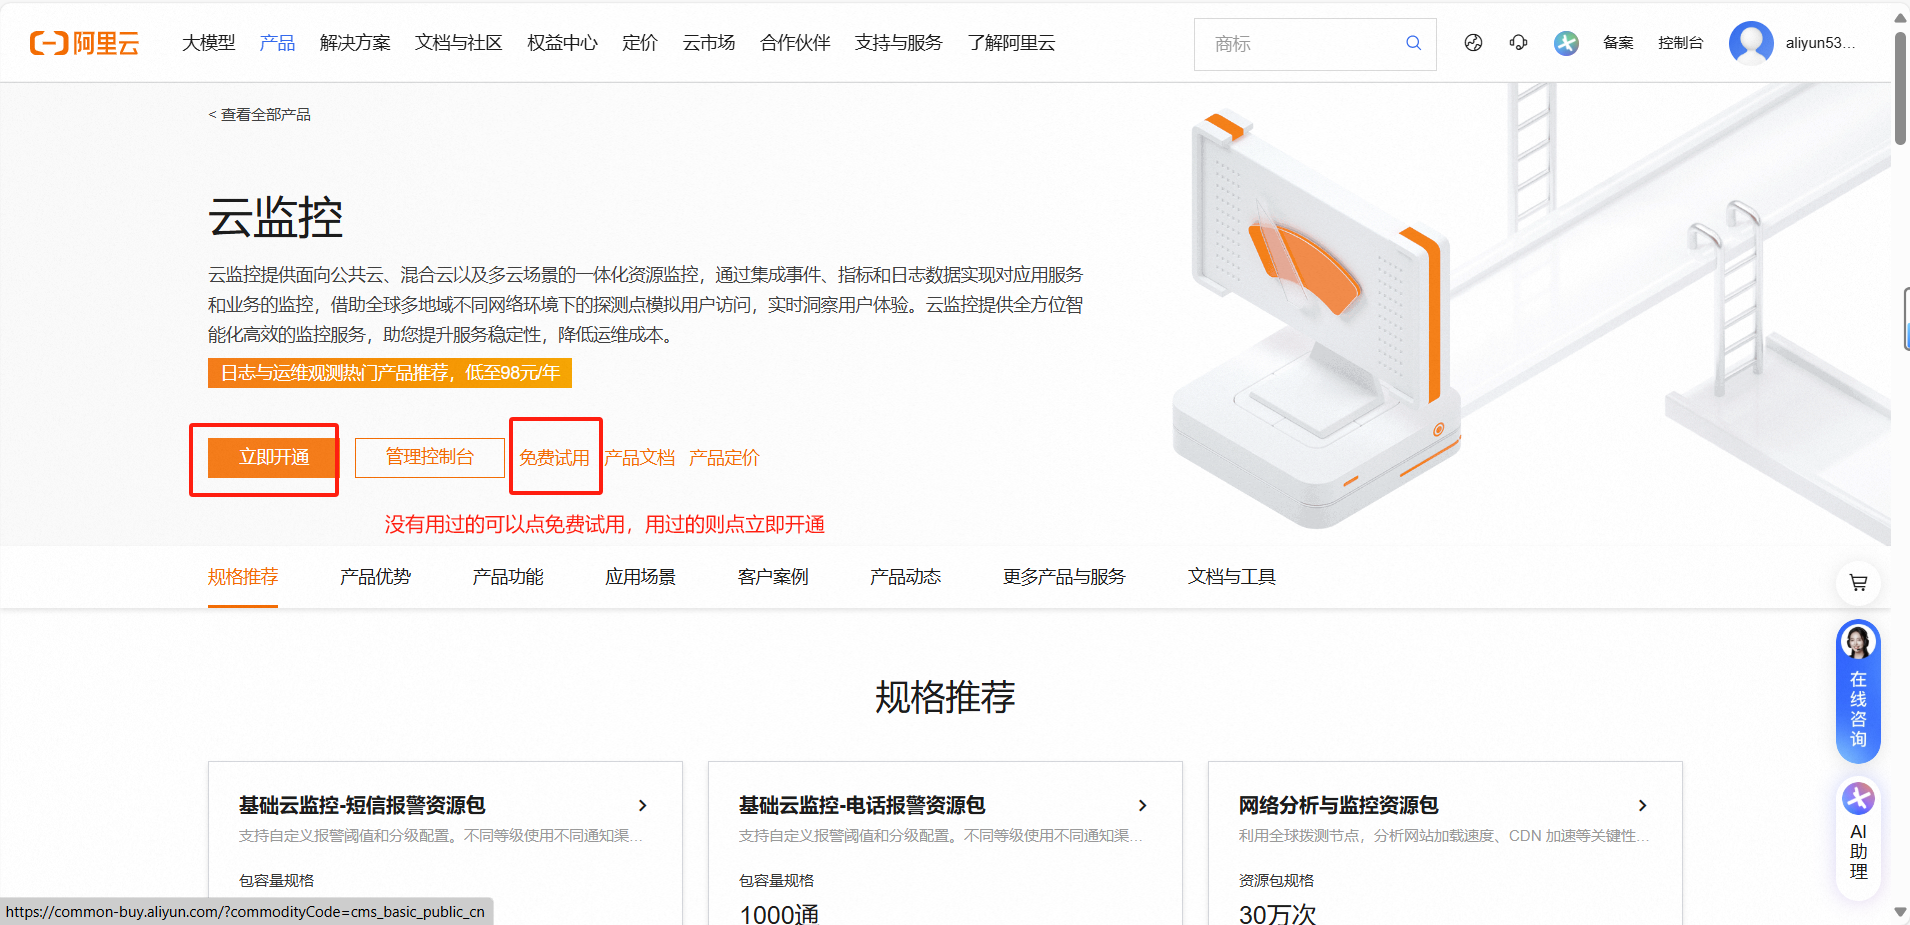 阿里云
大模型 产品 解决方案 文档与社区 权益中心 定价 云市场 合作伙伴 支持与服务 了解阿里云
商标
备案 控制台 aliyun53...
< 查看全部产品
云监控
云监控提供面向公共云、混合云以及多云场景的一体化资源监控，通过集成事件、指标和日志数据实现对应用服务
和业务的监控，借助全球多地域不同网络环境下的探测点模拟用户访问，实时洞察用户体验。云监控提供全方位智
能化高效的监控服务，助您提升服务稳定性，降低运维成本。
日志与运维观测热门产品推荐，低至98元/年
立即开通 管理控制台 免费试用 产品文档 产品定价
没有用过的可以点免费试用，用过的则点立即开通
规格推荐 产品优势 产品功能 应用场景 客户案例 产品动态 更多产品与服务 文档与工具
在线咨询
规格推荐
基础云监控-短信报警资源包
支持自定义报警阈值和分级配置。不同等级使用不同通知渠...
包容量规格
基础云监控-电话报警资源包
支持自定义报警阈值和分级配置。不同等级使用不同通知渠...
包容量规格
1000通
网络分析与监控资源包
利用全球拨测节点，分析网站加载速度、CDN 加速等关键性...
资源包规格
30万次
AI助理
https://common-buy.aliyun.com/?commodityCode=cms_basic_public_cn